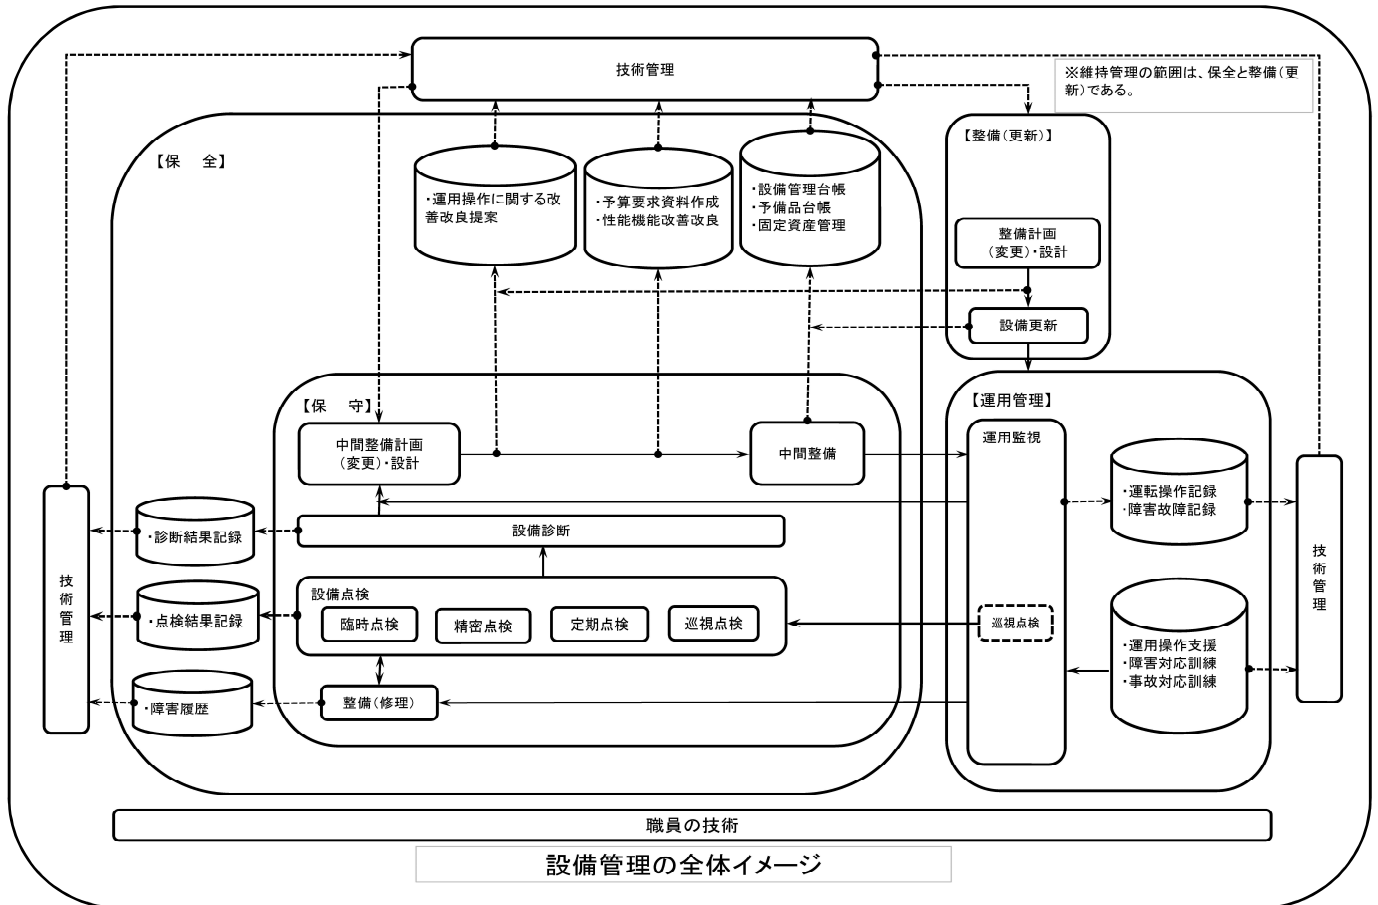 技術管理
※維持管理の範囲は、保全と整備(更
新)である。
【保　全】
【整備(更新)】
・運用操作に関する改
善改良提案
・予算要求資料作成
・性能機能改善改良
・設備管理台帳
・予備品台帳
・固定資産管理
整備計画
(変更)・設計
設備更新
【保　守】
【運用管理】
中間整備計画
(変更)・設計
中間整備
運用監視
・運転操作記録
・障害故障記録
・診断結果記録
設備診断
技
術
管
理
技
術
管
理
設備点検
臨時点検
精密点検
定期点検
巡視点検
巡視点検
・点検結果記録
・運用操作支援
・障害対応訓練
・事故対応訓練
・障害履歴
整備(修理)
職員の技術
設備管理の全体イメージ